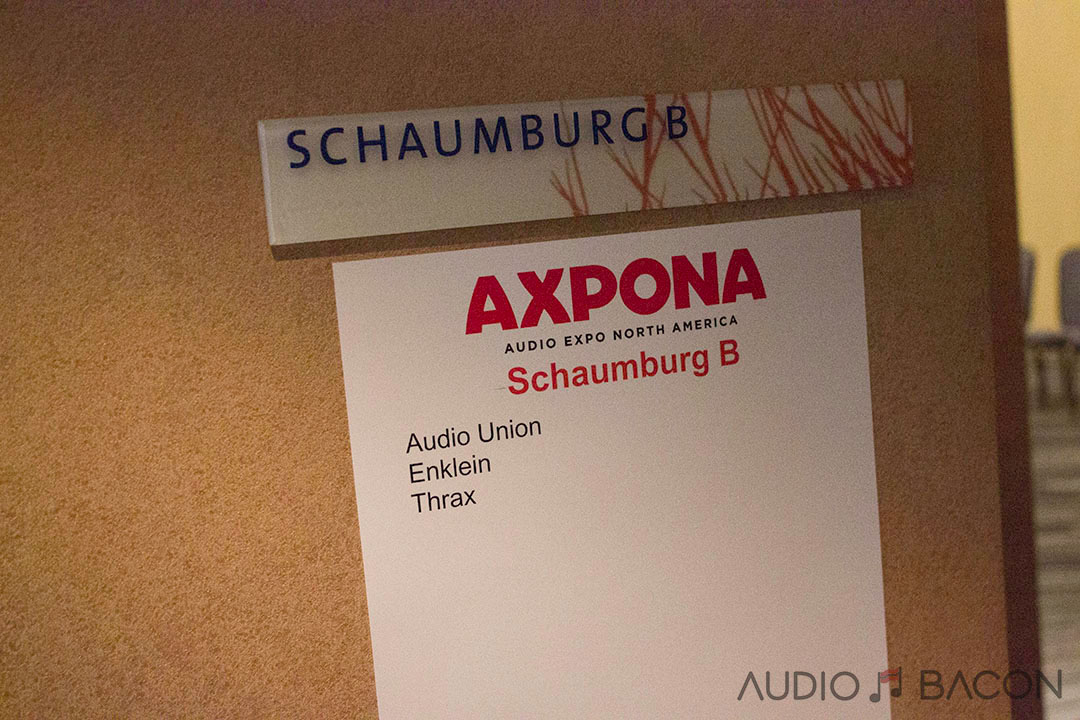 SCHAUMBURG B
AXPONA
AUDIO EXPO NORTH AMERICA
Schaumburg B
Audio Union
Enklein
Thrax
AUDIO BACON